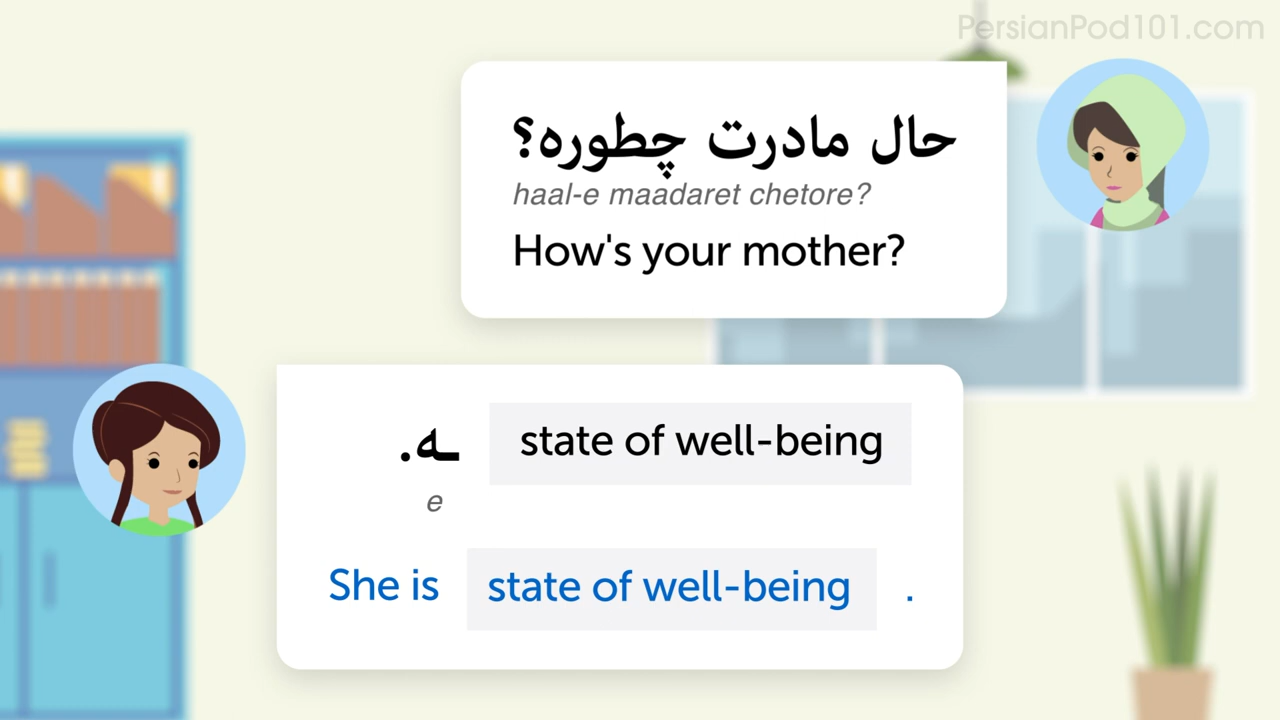 PersianPod101.com
حال مادرت چطوره؟
haal-e maadaret chetore?
How's your mother?
state of well-being ـه.
e
She is state of well-being .